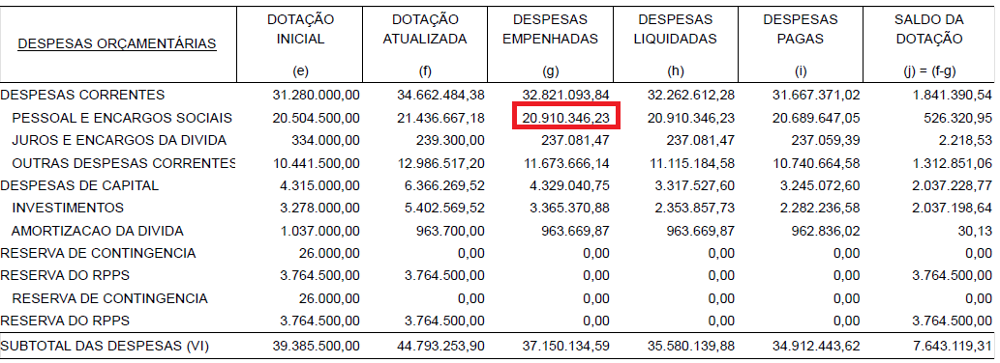 DESPESAS ORÇAMENTÁRIAS DOTAÇÃO INICIAL (e) DOTAÇÃO ATUALIZADA (f) DESPESAS EMPENHADAS (g) DESPESAS LIQUIDADAS (h) DESPESAS PAGAS (i) SALDO DA DOTAÇÃO (j) = (f-g)
DESPESAS CORRENTES 31.280.000,00 34.662.484,38 32.821.093,84 32.262.612,28 31.667.371,02 1.841.390,54
PESSOAL E ENCARGOS SOCIAIS 20.504.500,00 21.436.667,18 20.910.346,23 20.910.346,23 20.689.647,05 526.320,95
JUROS E ENCARGOS DA DIVIDA 334.000,00 239.300,00 237.081,47 237.081,47 237.059,39 2.218,53
OUTRAS DESPESAS CORRENTES 10.441.500,00 12.986.517,20 11.673.666,14 11.115.184,58 10.740.664,58 1.312.851,06
DESPESAS DE CAPITAL 4.315.000,00 6.366.269,52 4.329.040,75 3.317.527,60 3.245.072,60 2.037.228,77
INVESTIMENTOS 3.278.000,00 5.402.569,52 3.365.370,88 2.353.857,73 2.282.236,58 2.037.198,64
AMORTIZACAO DA DIVIDA 1.037.000,00 963.700,00 963.669,87 963.669,87 962.836,02 30,13
RESERVA DE CONTINGENCIA 26.000,00 0,00 0,00 0,00 0,00 0,00
RESERVA DO RPPS 3.764.500,00 3.764.500,00 0,00 0,00 0,00 3.764.500,00
RESERVA DE CONTINGENCIA 26.000,00 0,00 0,00 0,00 0,00 0,00
RESERVA DO RPPS 3.764.500,00 3.764.500,00 0,00 0,00 0,00 3.764.500,00
SUBTOTAL DAS DESPESAS (VI) 39.385.500,00 44.793.253,90 37.150.134,59 35.580.139,88 34.912.443,62 7.643.119,31